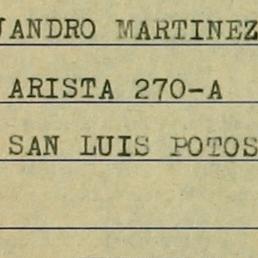 JANDRO MARTINEZ
ARISTA 270-A
SAN LUIS POTOS